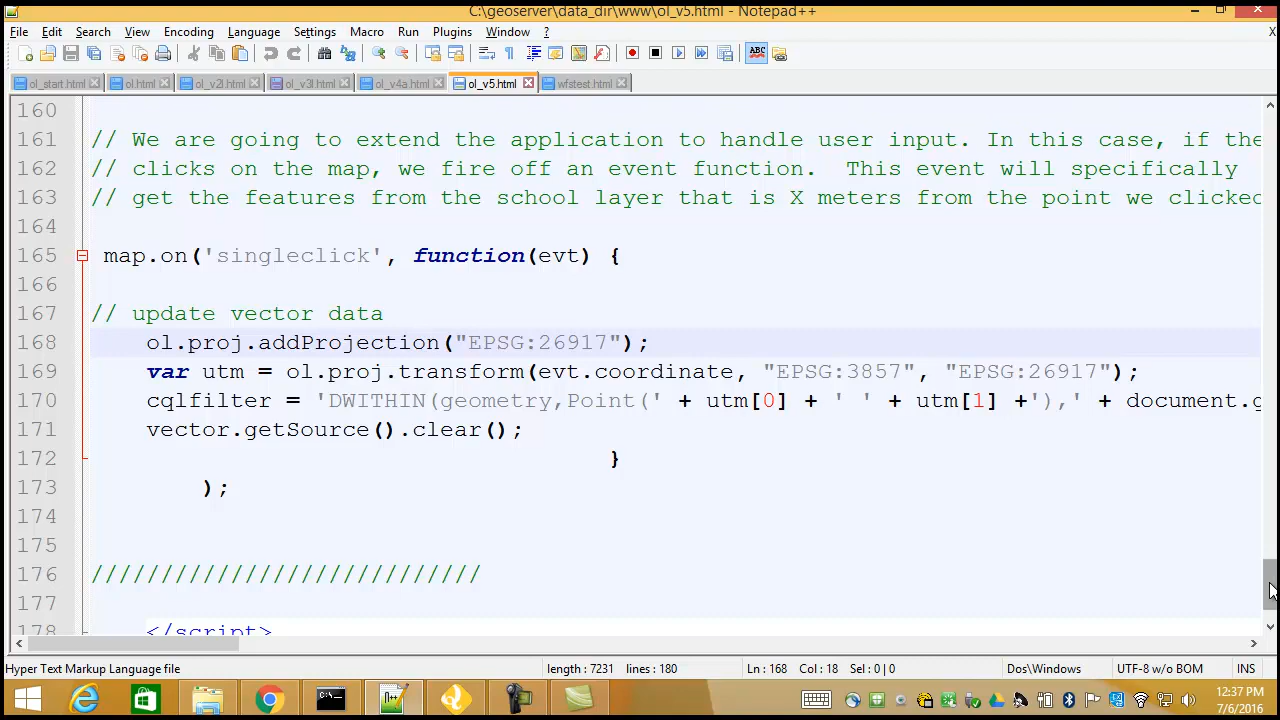 C:\geoserver\data_dir\www\ol_v5.html - Notepad++
File Edit Search View Encoding Language Settings Macro Run Plugins Window ? X
ol_start.html ol.html ol_v2l.html ol_v3l.html ol_v4a.html ol_v5.html wfstest.html
160
161 // We are going to extend the application to handle user input. In this case, if the
162 // clicks on the map, we fire off an event function.  This event will specifically
163 // get the features from the school layer that is X meters from the point we clicked
164
165 map.on('singleclick', function(evt) {
166
167 // update vector data
168 ol.proj.addProjection("EPSG:26917");
169 var utm = ol.proj.transform(evt.coordinate, "EPSG:3857", "EPSG:26917");
170 cqlfilter = 'DWITHIN(geometry,Point(' + utm[0] + ' ' + utm[1] +'),' + document.g
171 vector.getSource().clear();
172 }
173 );
174
175
176 ////////////////////////////
177
178 </script>
Hyper Text Markup Language file length : 7231 lines : 180 Ln : 168 Col : 18 Sel : 0 | 0 Dos\Windows UTF-8 w/o BOM INS
12:37 PM
7/6/2016